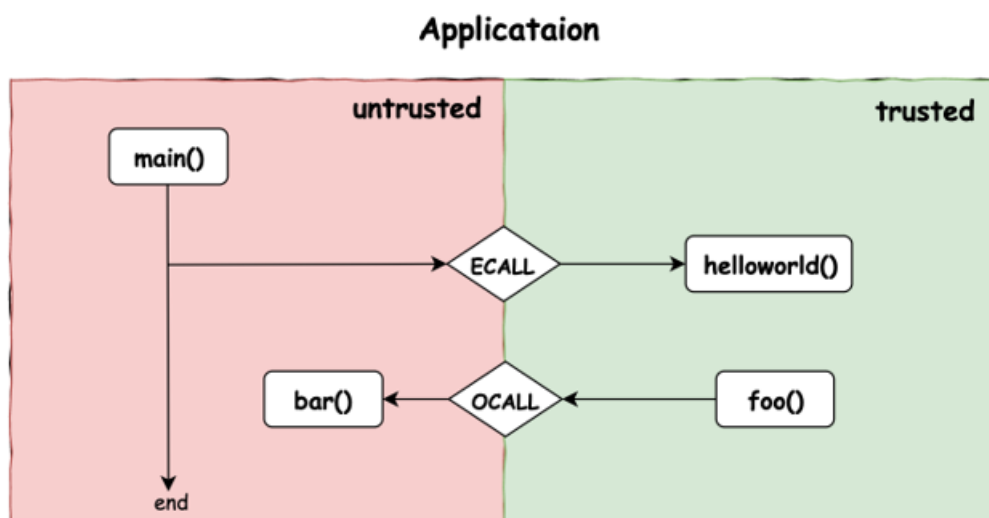 Applicataion
untrusted
trusted
main()
ECALL
helloworld()
bar()
OCALL
foo()
end